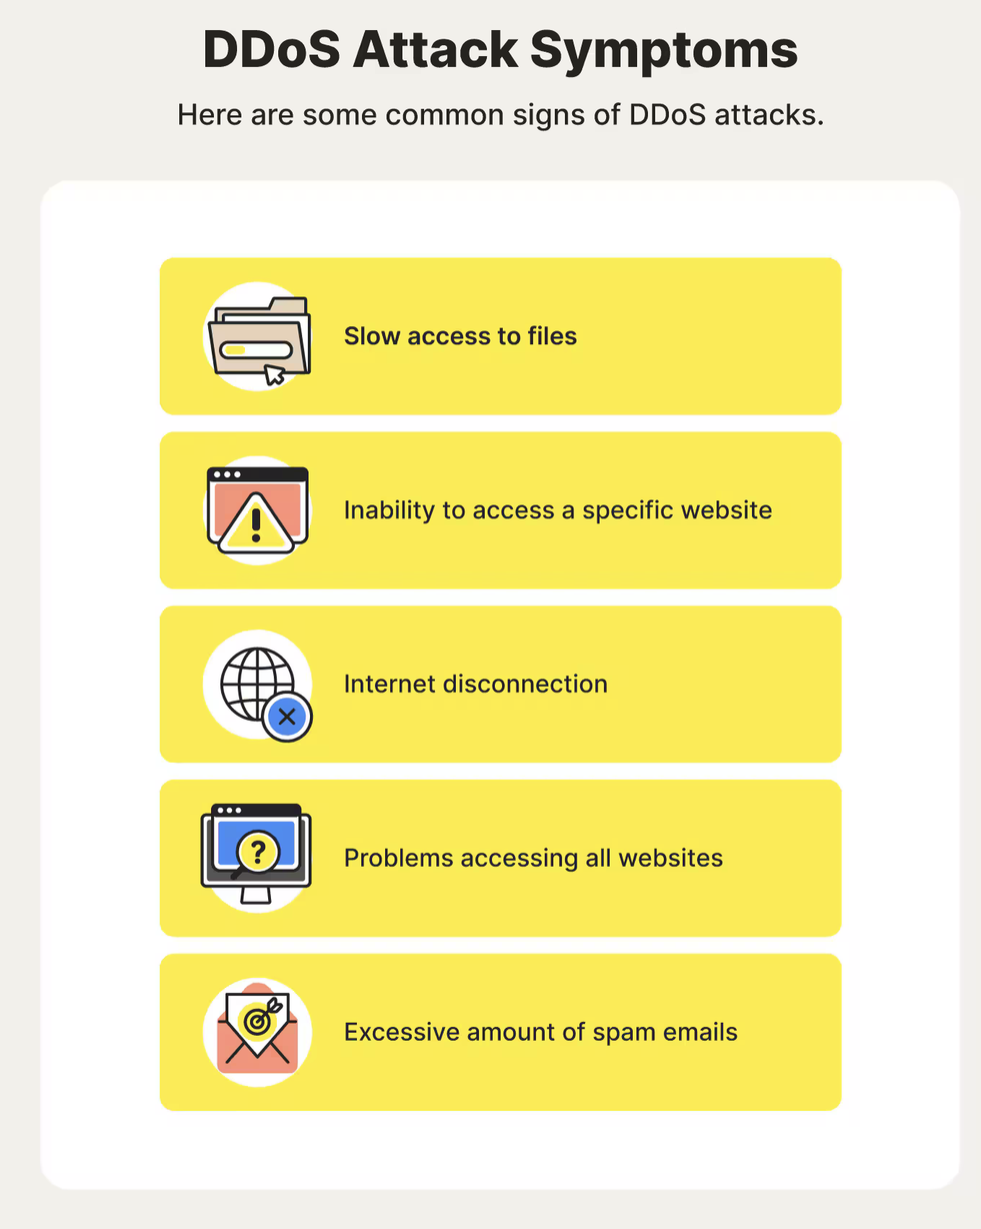 DDoS Attack Symptoms
Here are some common signs of DDoS attacks.
Slow access to files
Inability to access a specific website
Internet disconnection
Problems accessing all websites
Excessive amount of spam emails